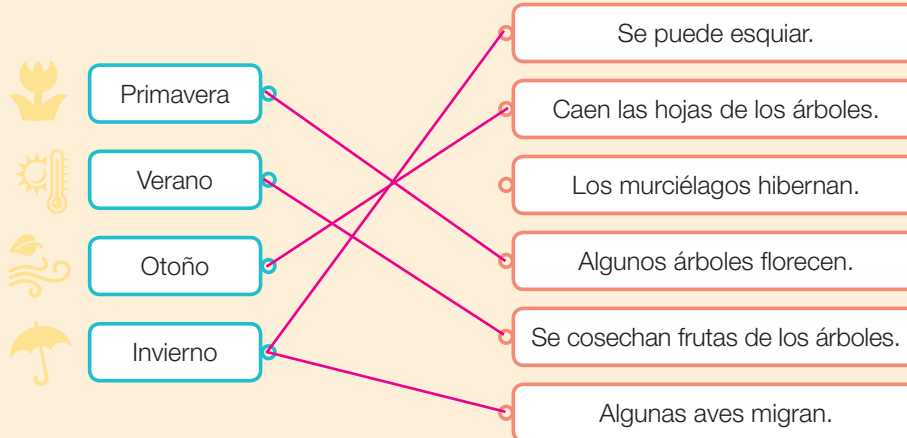 Primavera
Verano
Otoño
Invierno
Se puede esquiar.
Caen las hojas de los árboles.
Los murciélagos hibernan.
Algunos árboles florecen.
Se cosechan frutas de los árboles.
Algunas aves migran.